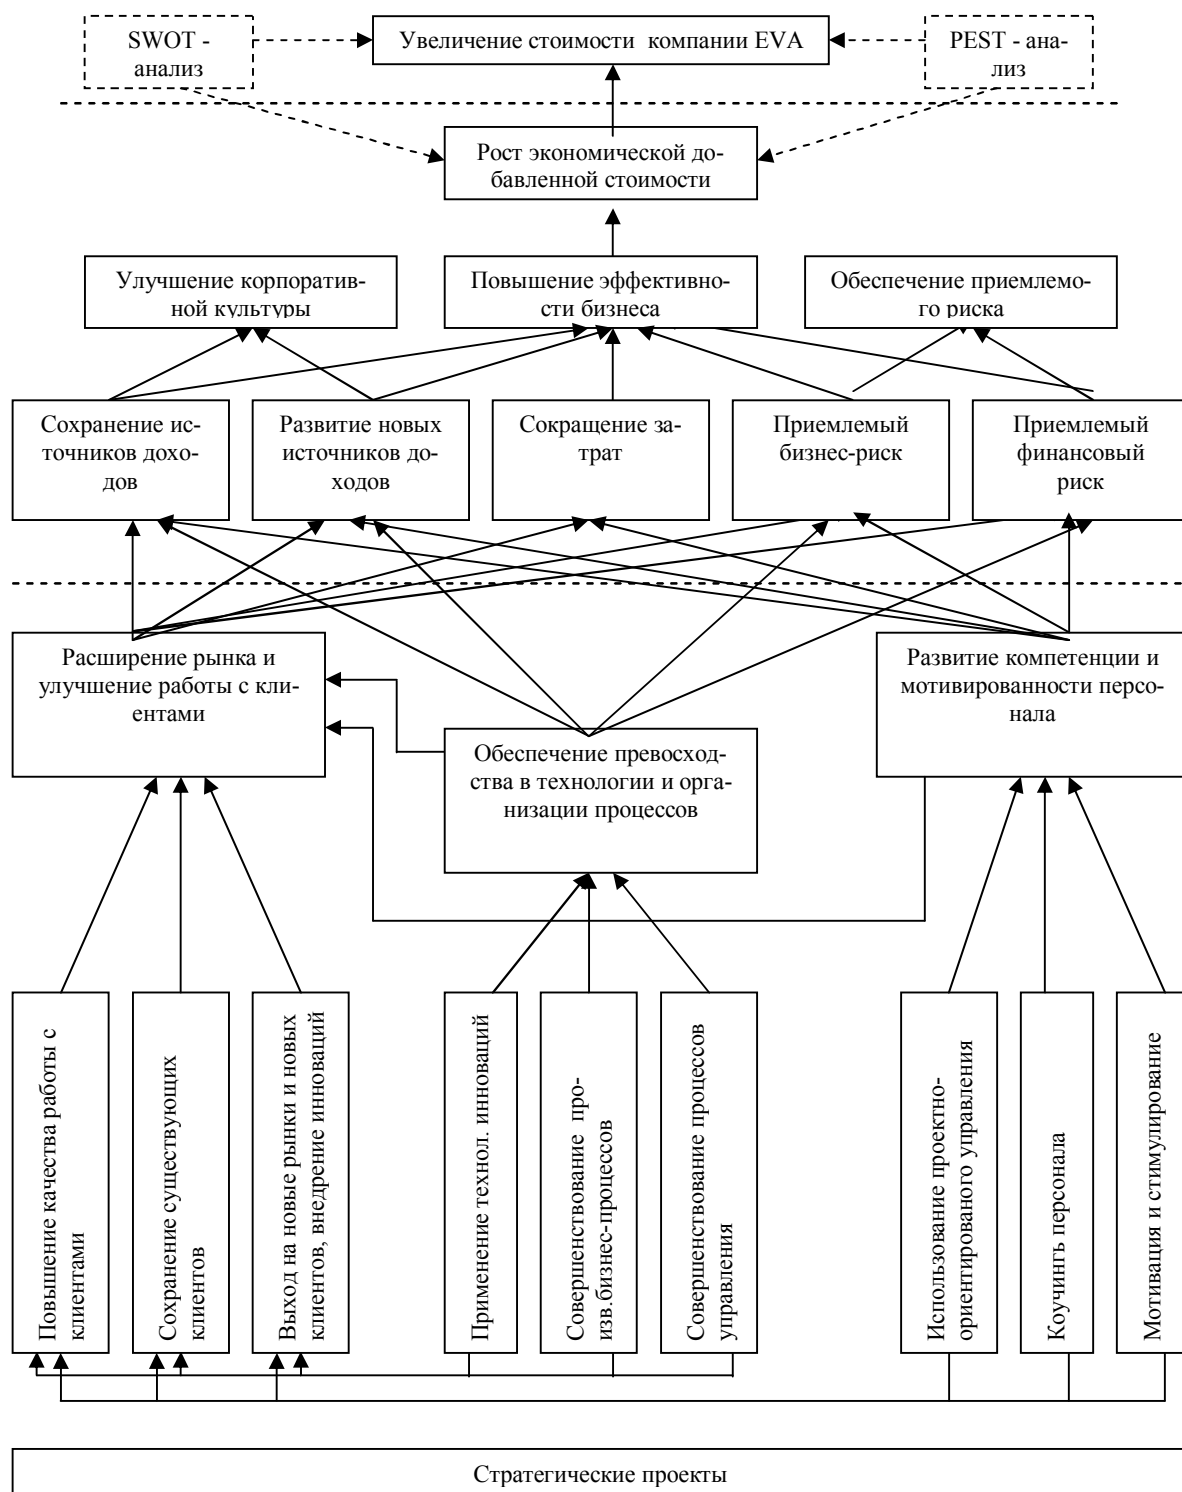 SWOT -
анализ
Увеличение стоимости компании EVA
PEST - ана-
лиз
Рост экономической до-
бавленной стоимости
Улучшение корпоратив-
ной культуры
Повышение эффективно-
сти бизнеса
Обеспечение приемлемо-
го риска
Сохранение ис-
точников дохо-
дов
Развитие новых
источников до-
ходов
Сокращение за-
трат
Приемлемый
бизнес-риск
Приемлемый
финансовый
риск
Расширение рынка и
улучшение работы с кли-
ентами
Обеспечение превосход-
ства в технологии и орга-
низации процессов
Развитие компетенции и
мотивированности персо-
нала
Повышение качества работы с
клиентами
Сохранение существующих
клиентов
Выход на новые рынки и новых
клиентов, внедрение инноваций
Применение технол. инноваций
Совершенствование про-
изв.бизнес-процессов
Совершенствование процессов
управления
Использование проектно-
ориентированого управления
Коучингь персонала
Мотивация и стимулирование
Стратегические проекты